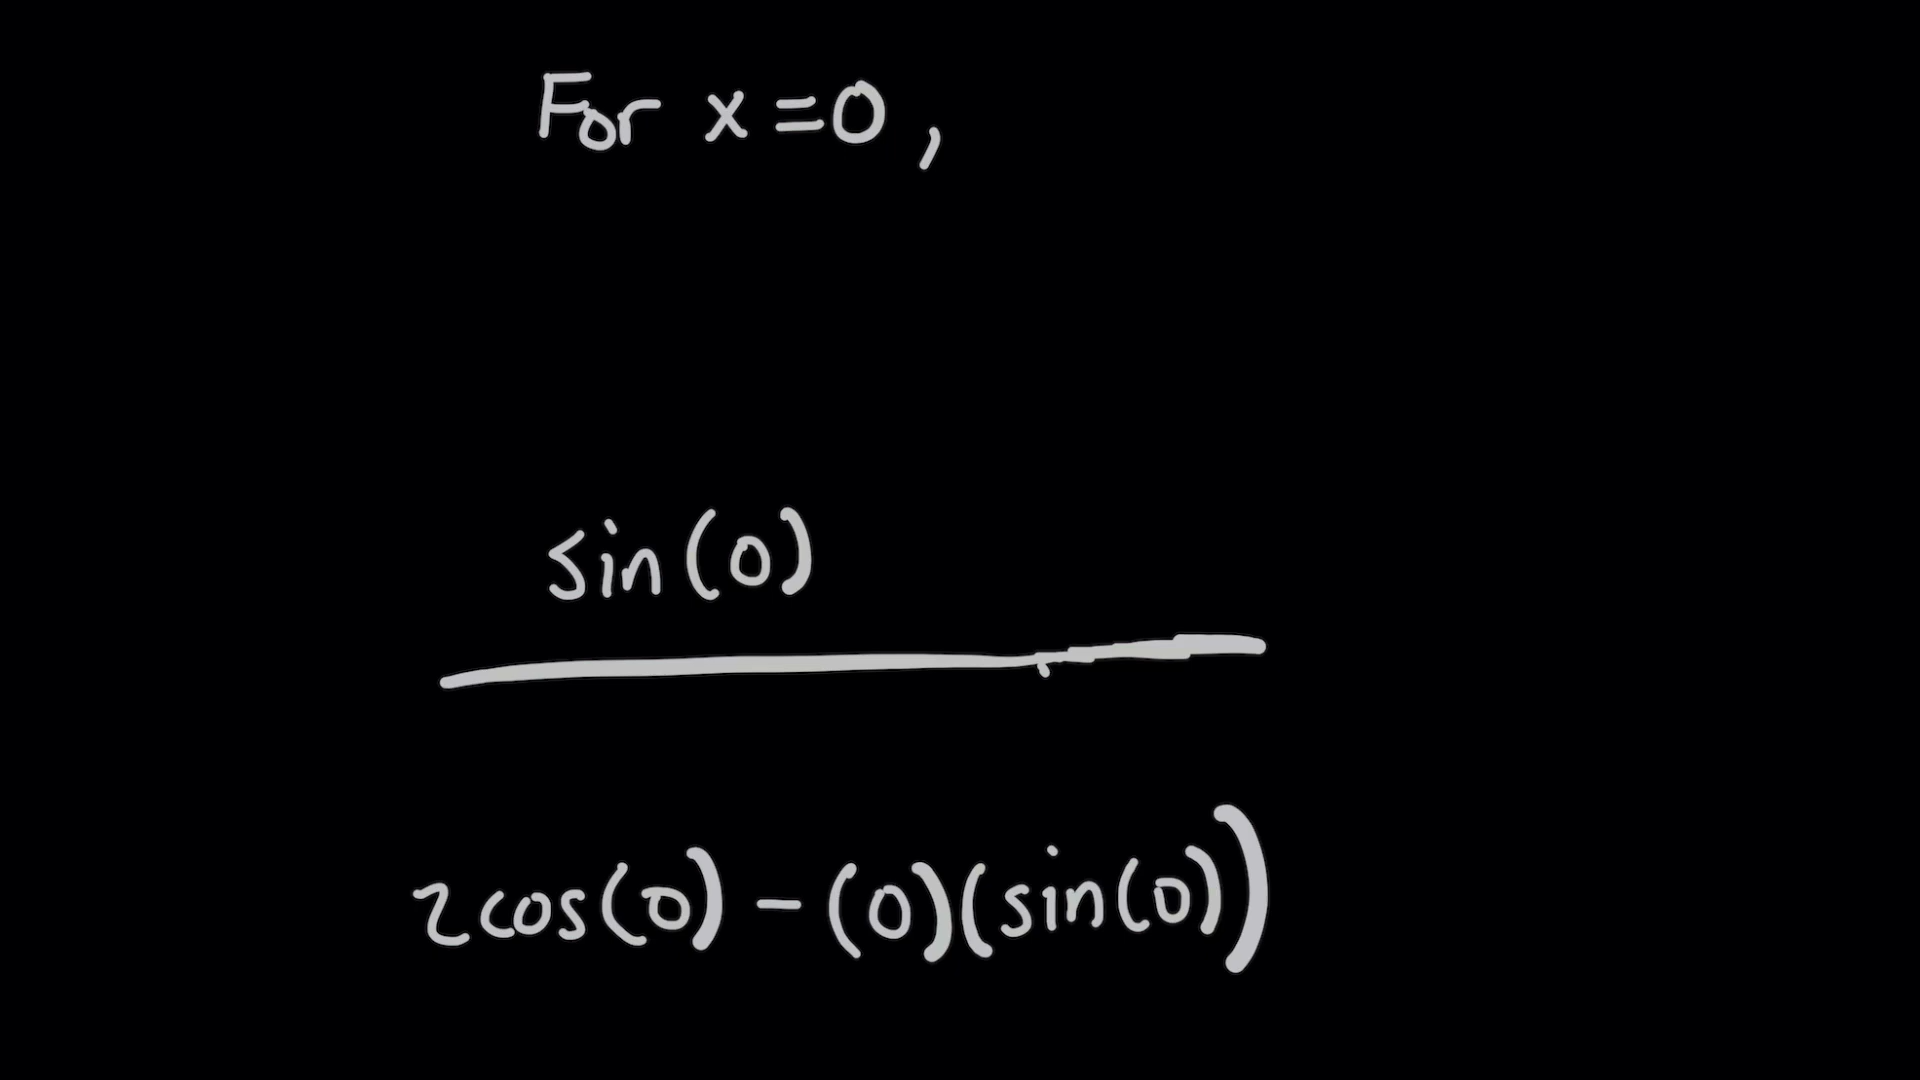 For x=0,
sin(0)
2cos(0) - (0)(sin(0))